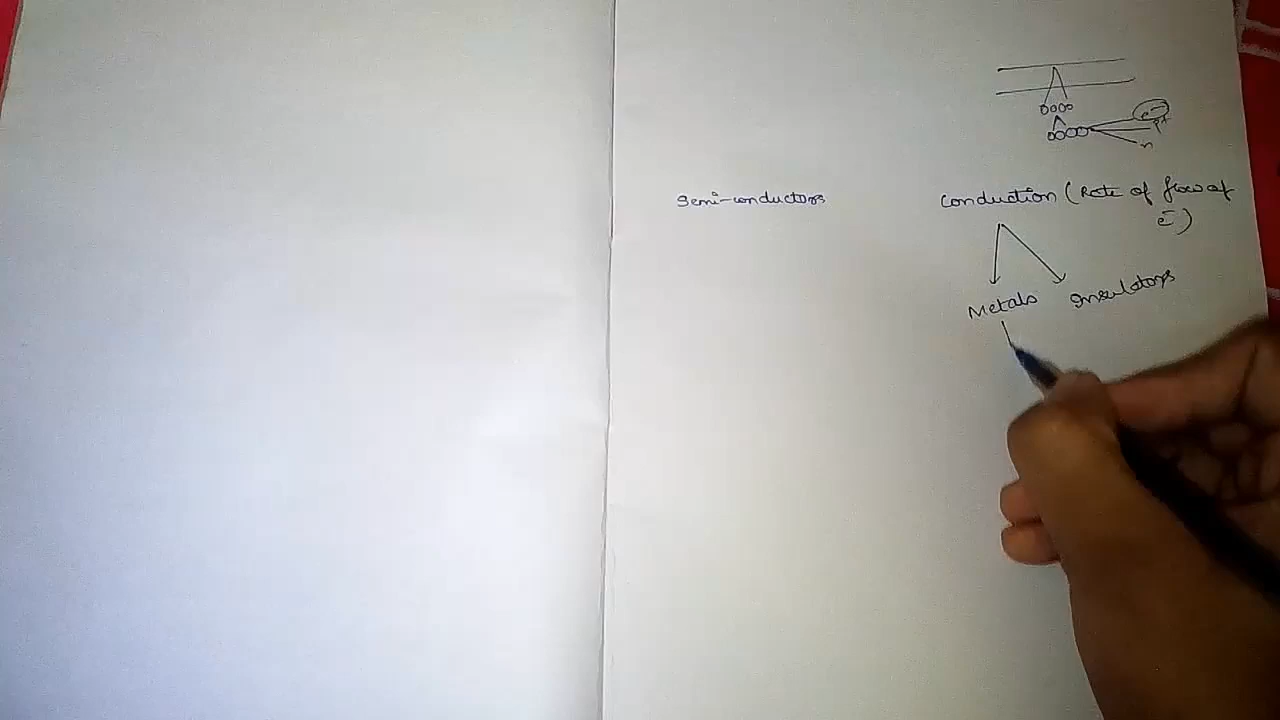 e⁻
p⁺
n
Semi-conductors
Conduction (Rate of flow of
e⁻)
Metals
Insulators